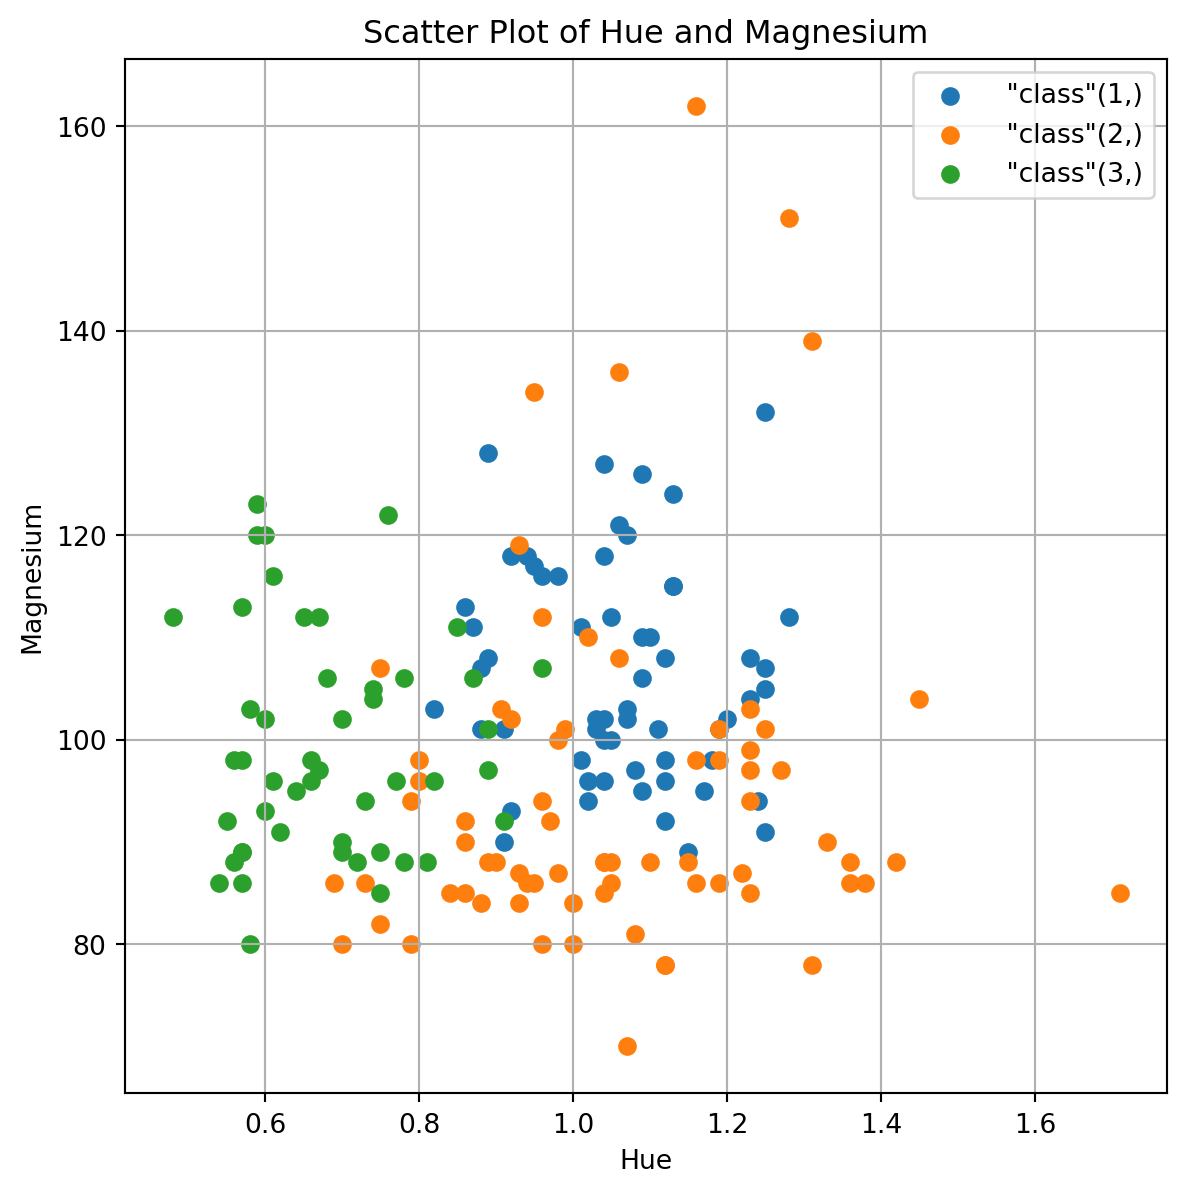 Scatter Plot of Hue and Magnesium
"class"(1,)
"class"(2,)
"class"(3,)
160
140
120
100
80
Magnesium
0.6 0.8 1.0 1.2 1.4 1.6
Hue